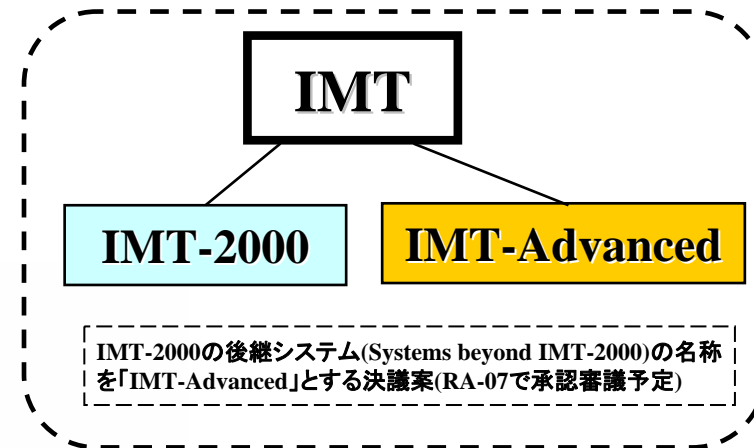 IMT
IMT-2000
IMT-Advanced
IMT-2000の後継システム(Systems beyond IMT-2000)の名称
を「IMT-Advanced」とする決議案(RA-07で承認審議予定)